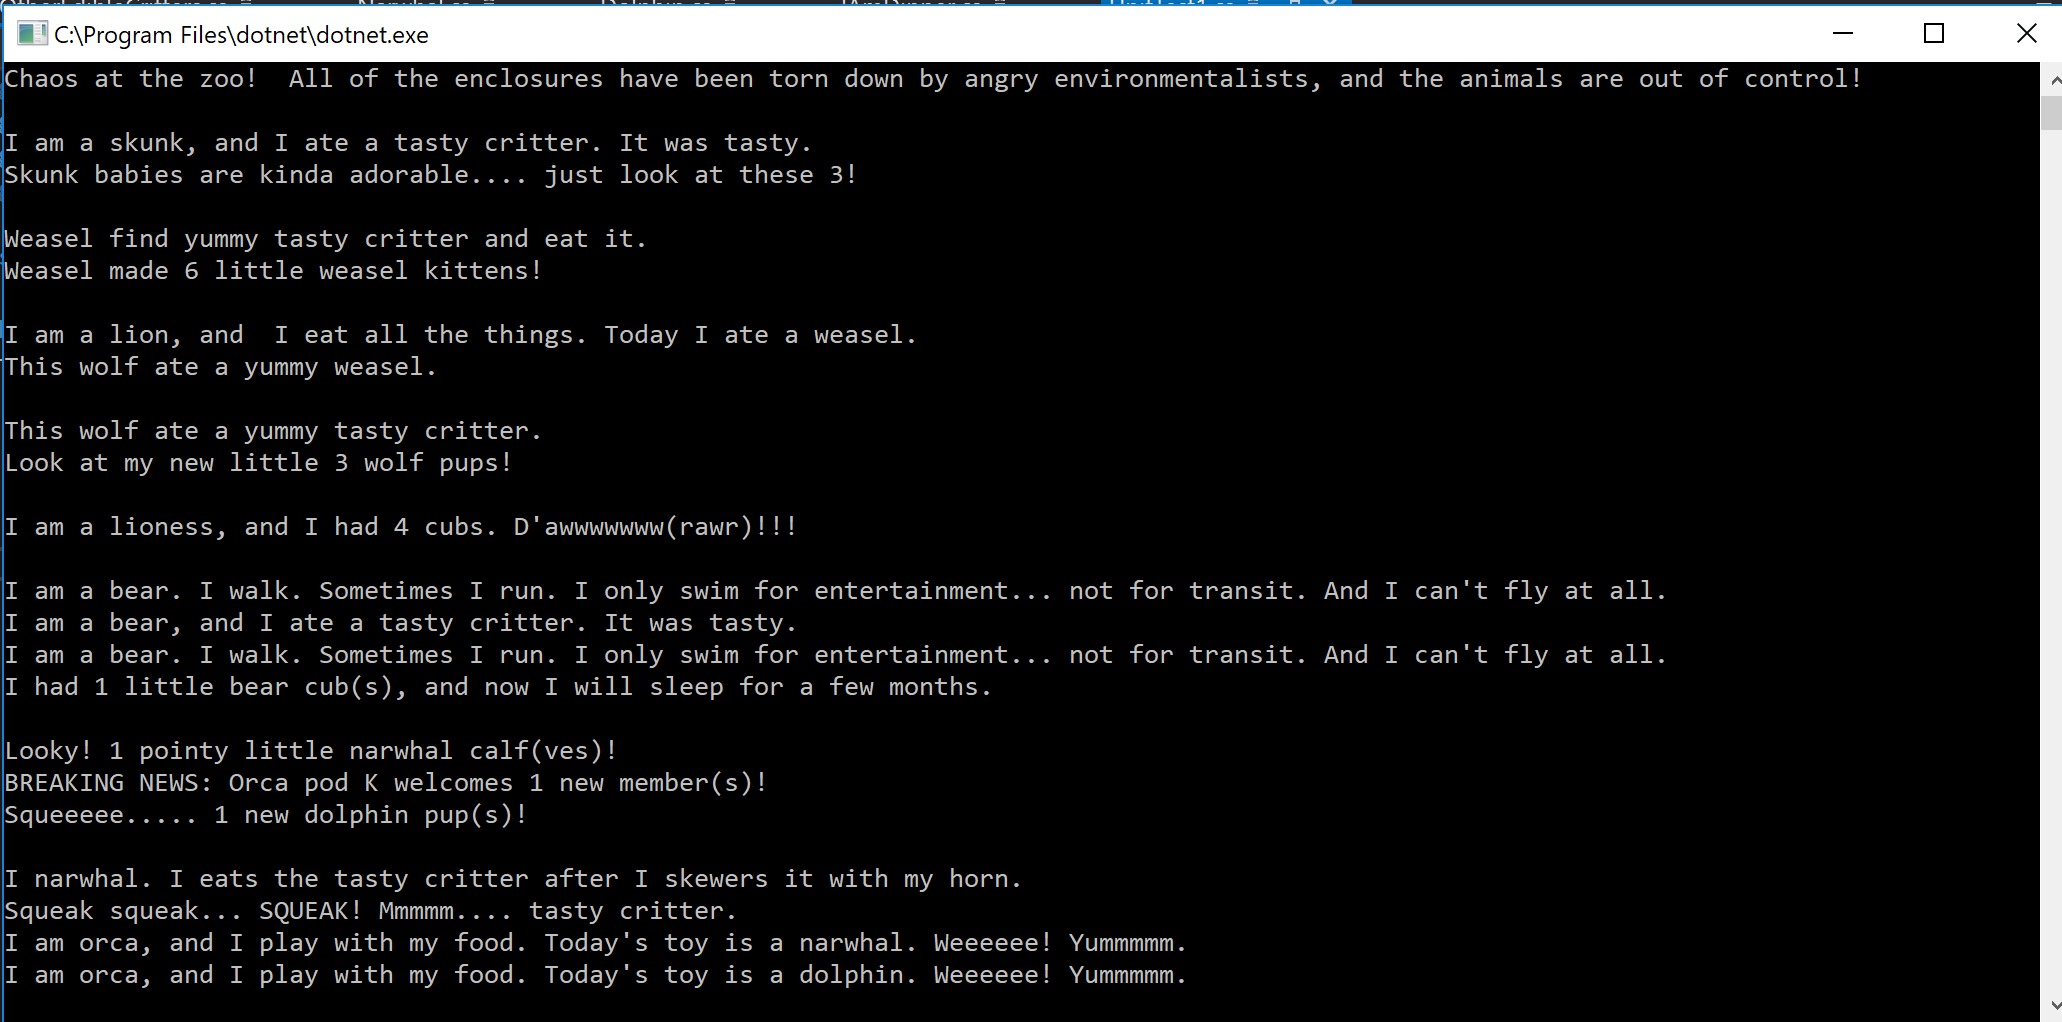 C:\Program Files\dotnet\dotnet.exe
Chaos at the zoo!  All of the enclosures have been torn down by angry environmentalists, and the animals are out of control!
I am a skunk, and I ate a tasty critter. It was tasty.
Skunk babies are kinda adorable.... just look at these 3!
Weasel find yummy tasty critter and eat it.
Weasel made 6 little weasel kittens!
I am a lion, and  I eat all the things. Today I ate a weasel.
This wolf ate a yummy weasel.
This wolf ate a yummy tasty critter.
Look at my new little 3 wolf pups!
I am a lioness, and I had 4 cubs. D'awwwwwww(rawr)!!!
I am a bear. I walk. Sometimes I run. I only swim for entertainment... not for transit. And I can't fly at all.
I am a bear, and I ate a tasty critter. It was tasty.
I am a bear. I walk. Sometimes I run. I only swim for entertainment... not for transit. And I can't fly at all.
I had 1 little bear cub(s), and now I will sleep for a few months.
Looky! 1 pointy little narwhal calf(ves)!
BREAKING NEWS: Orca pod K welcomes 1 new member(s)!
Squeeeee..... 1 new dolphin pup(s)!
I narwhal. I eats the tasty critter after I skewers it with my horn.
Squeak squeak... SQUEAK! Mmmmm.... tasty critter.
I am orca, and I play with my food. Today's toy is a narwhal. Weeeeee! Yummmmm.
I am orca, and I play with my food. Today's toy is a dolphin. Weeeeee! Yummmmm.